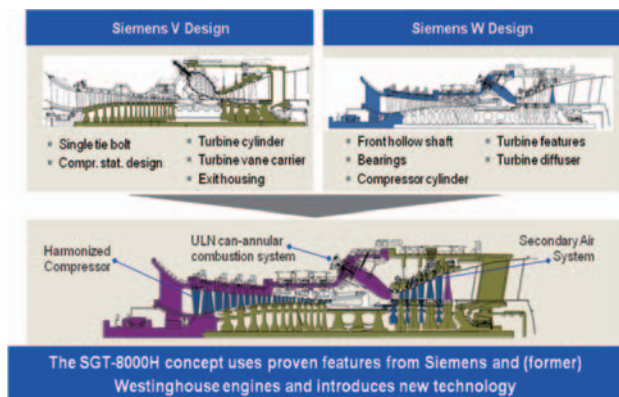 Siemens V Design
Siemens W Design
Single tie bolt
Compr. stat. design
Turbine cylinder
Turbine vane carrier
Exit housing
Front hollow shaft
Bearings
Compressor cylinder
Turbine features
Turbine diffuser
Harmonized
Compressor
ULN can-annular
combustion system
Secondary Air
System
The SGT-8000H concept uses proven features from Siemens and (former)
Westinghouse engines and introduces new technology